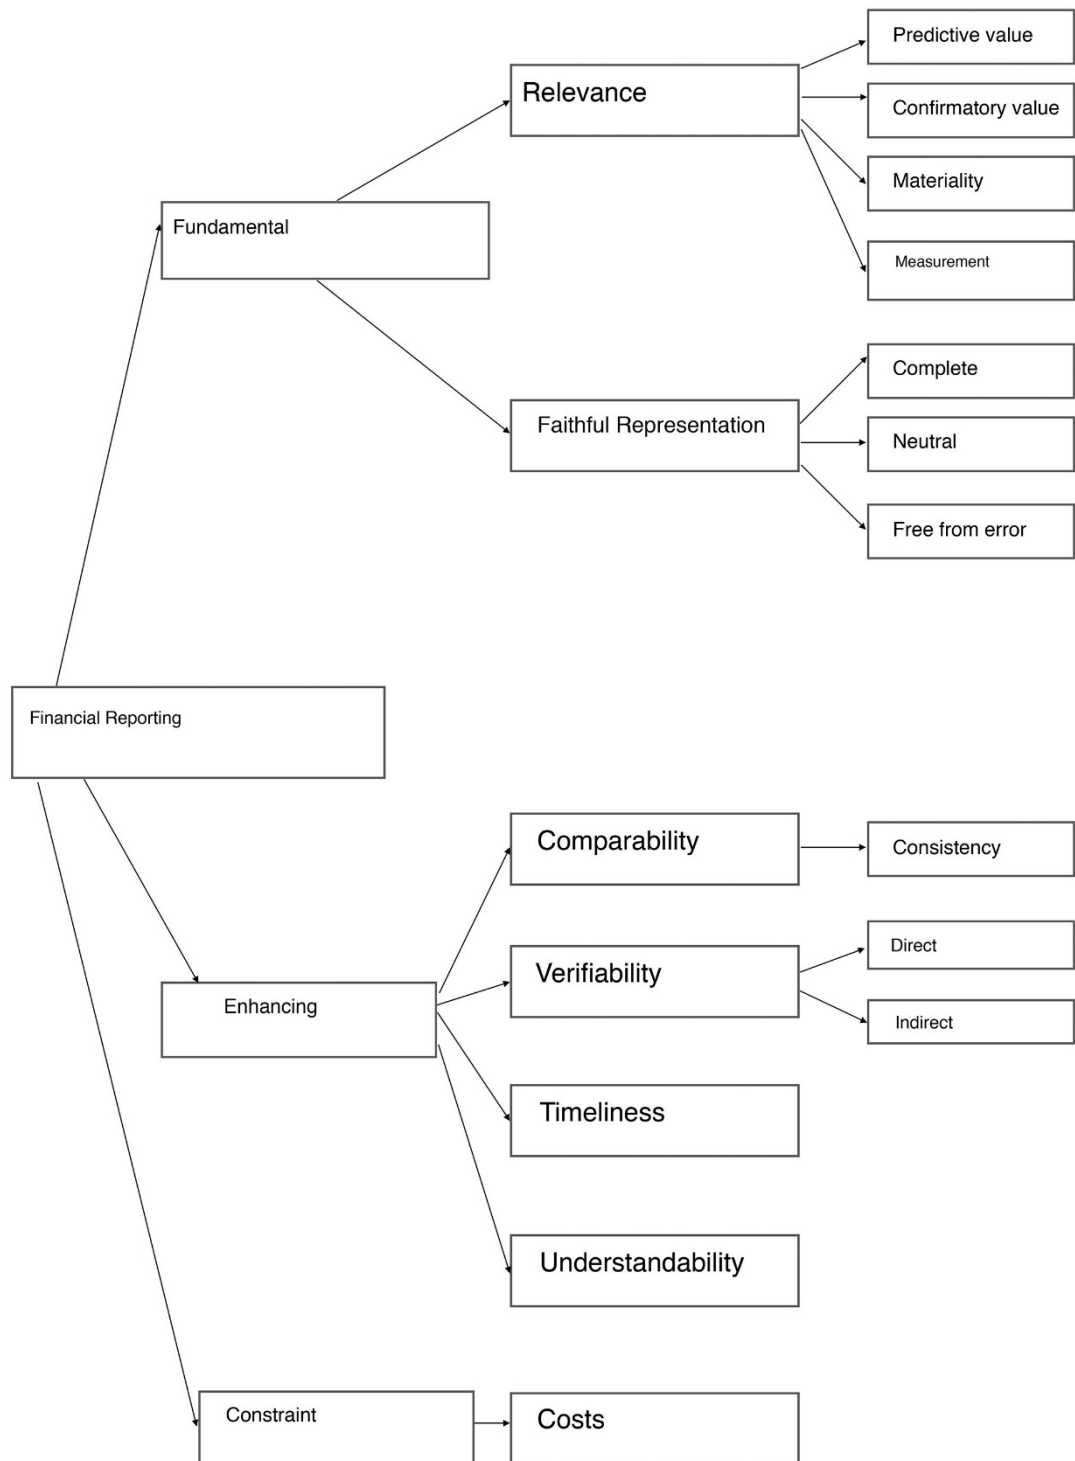 Predictive value
Relevance
Confirmatory value
Materiality
Fundamental
Measurement
Complete
Faithful Representation
Neutral
Free from error
Financial Reporting
Comparability
Consistency
Verifiability
Direct
Enhancing
Indirect
Timeliness
Understandability
Constraint
Costs